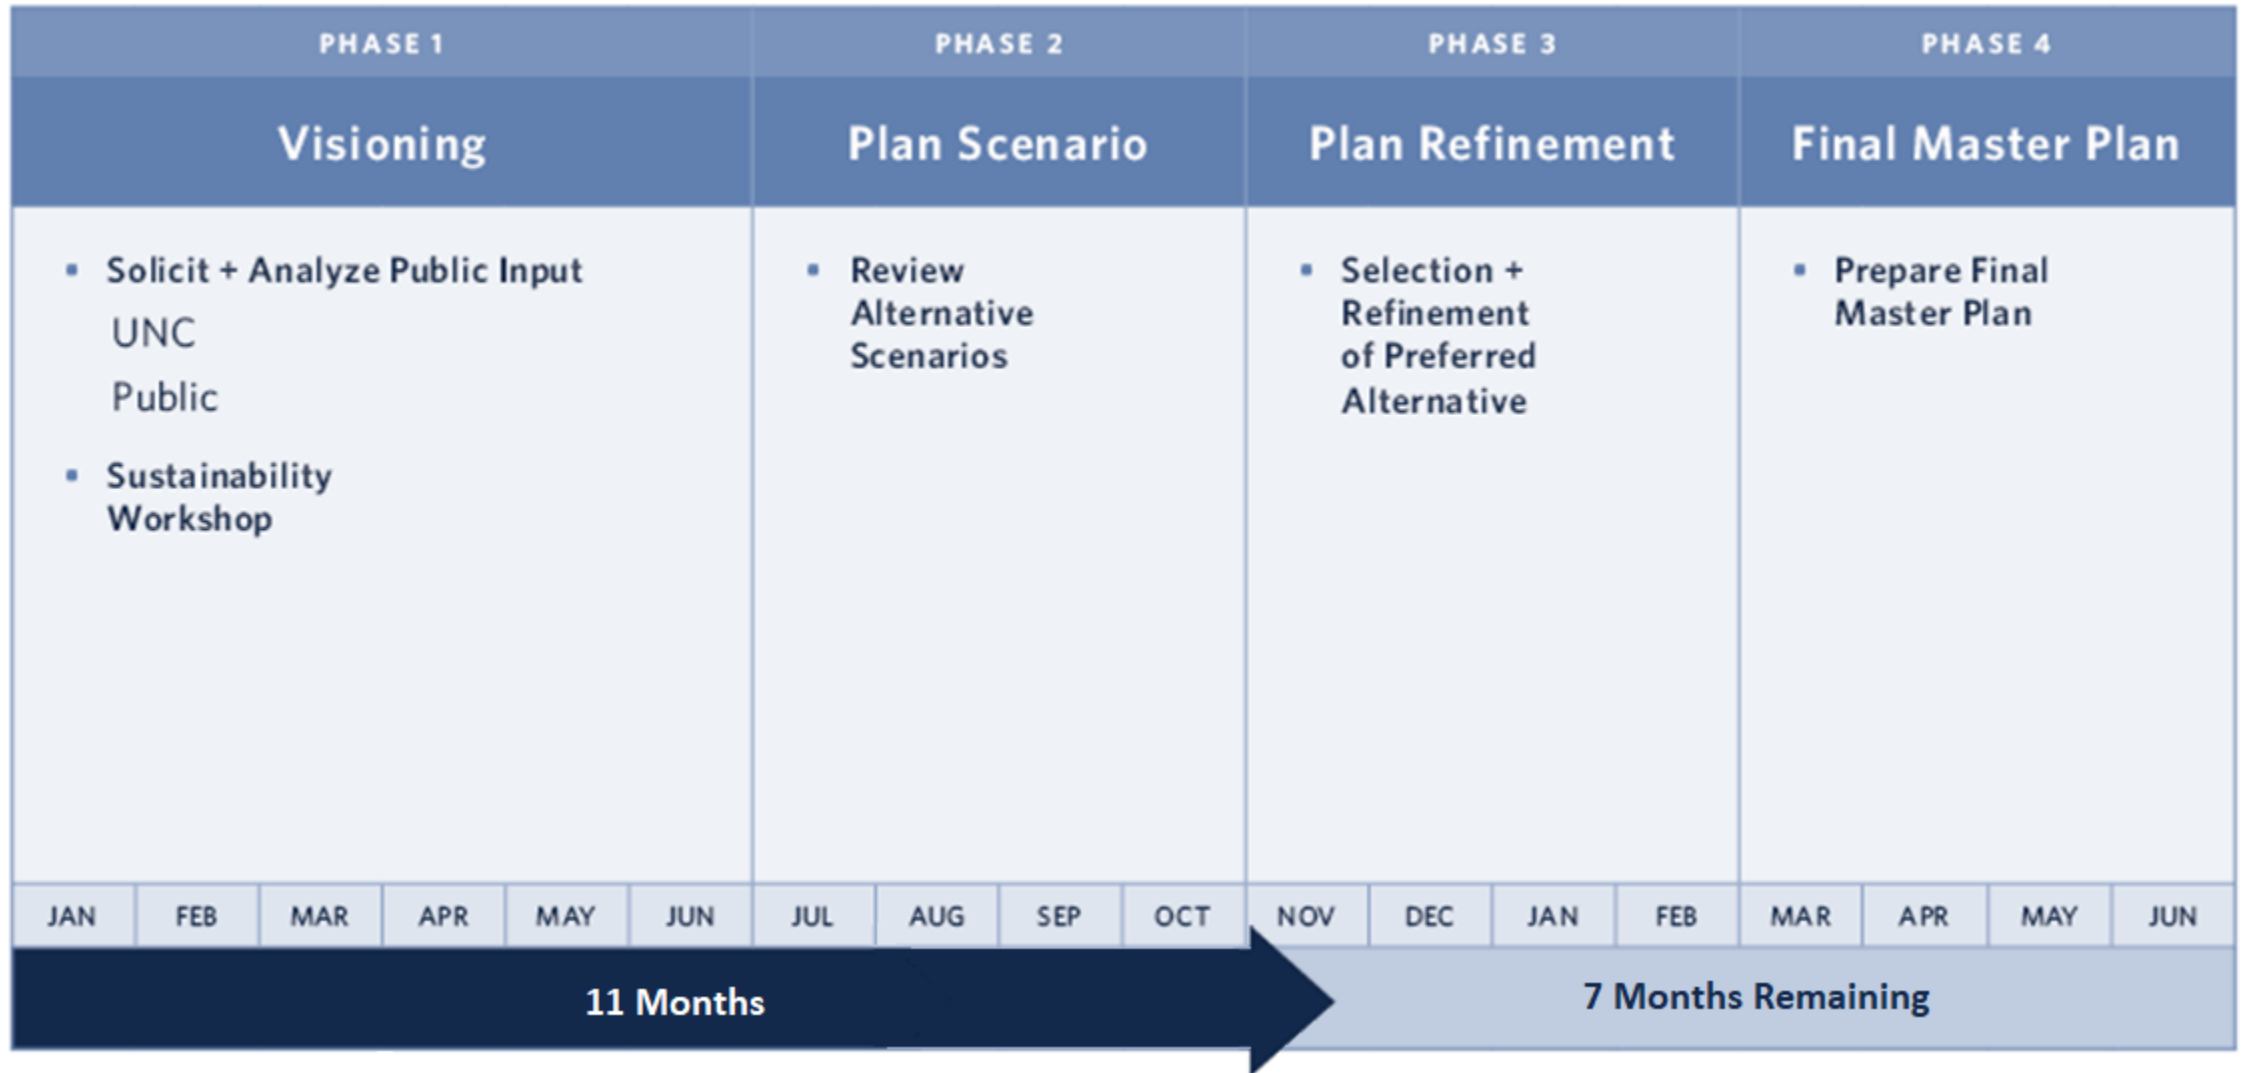 PHASE 1
PHASE 2
PHASE 3
PHASE 4
Visioning
Plan Scenario
Plan Refinement
Final Master Plan
Solicit + Analyze Public Input
UNC
Public
Sustainability
Workshop
Review
Alternative
Scenarios
Selection +
Refinement
of Preferred
Alternative
Prepare Final
Master Plan
JAN FEB MAR APR MAY JUN JUL AUG SEP OCT NOV DEC JAN FEB MAR APR MAY JUN
11 Months
7 Months Remaining